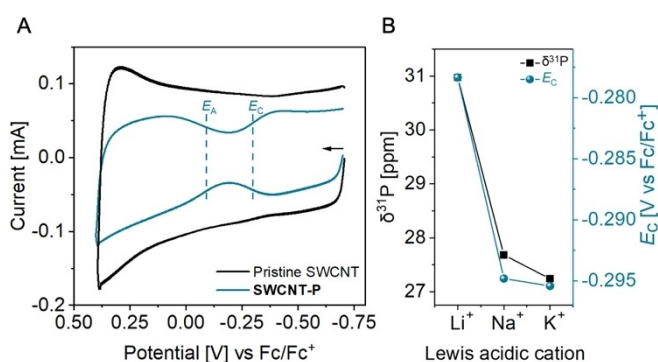 A
Current [mA]
0.1
0.0
-0.1
-0.2
E_A
E_C
Pristine SWCNT
SWCNT-P
0.50 0.25 0.00 -0.25 -0.50 -0.75
Potential [V] vs Fc/Fc⁺
B
δ³¹P [ppm]
31
30
29
28
27
δ³¹P
E_C
-0.280
-0.285
-0.290
-0.295
E_C [V vs Fc/Fc⁺]
Li⁺ Na⁺ K⁺
Lewis acidic cation